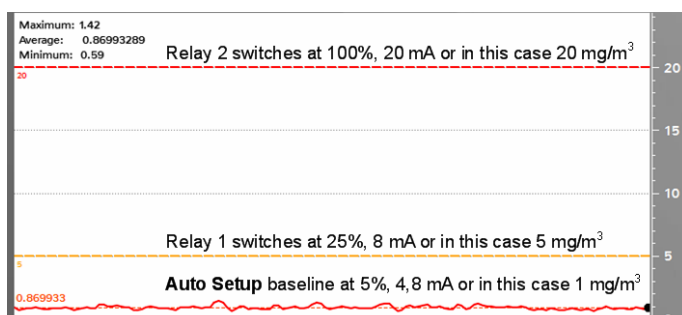 Maximum: 1.42
Average: 0.86993289
Minimum: 0.59
Relay 2 switches at 100%, 20 mA or in this case 20 mg/m³
20
20
15
10
Relay 1 switches at 25%, 8 mA or in this case 5 mg/m³
5
5
Auto Setup baseline at 5%, 4,8 mA or in this case 1 mg/m³
0.869933